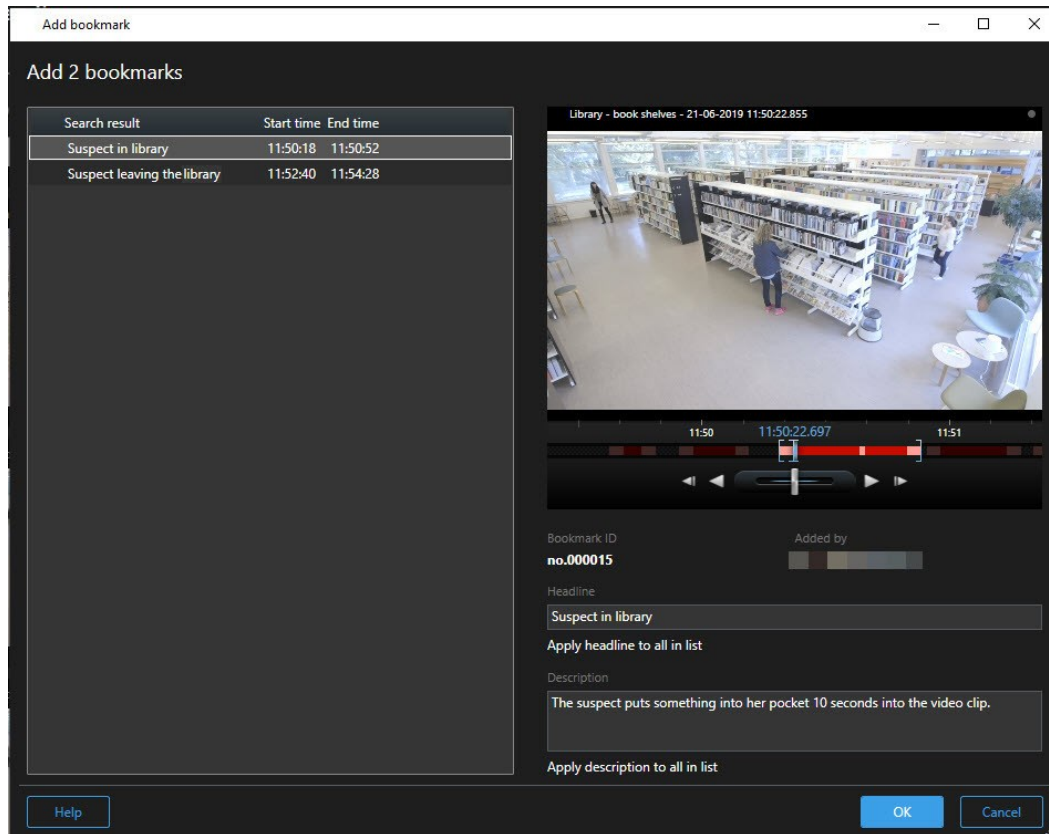 Add bookmark
Add 2 bookmarks
Search result Start time End time
Suspect in library 11:50:18 11:50:52
Suspect leaving the library 11:52:40 11:54:28
Library - book shelves - 21-06-2019 11:50:22.855
11:50 11:50:22.697 11:51
Bookmark ID Added by
no.000015
Headline
Suspect in library
Apply headline to all in list
Description
The suspect puts something into her pocket 10 seconds into the video clip.
Apply description to all in list
Help OK Cancel